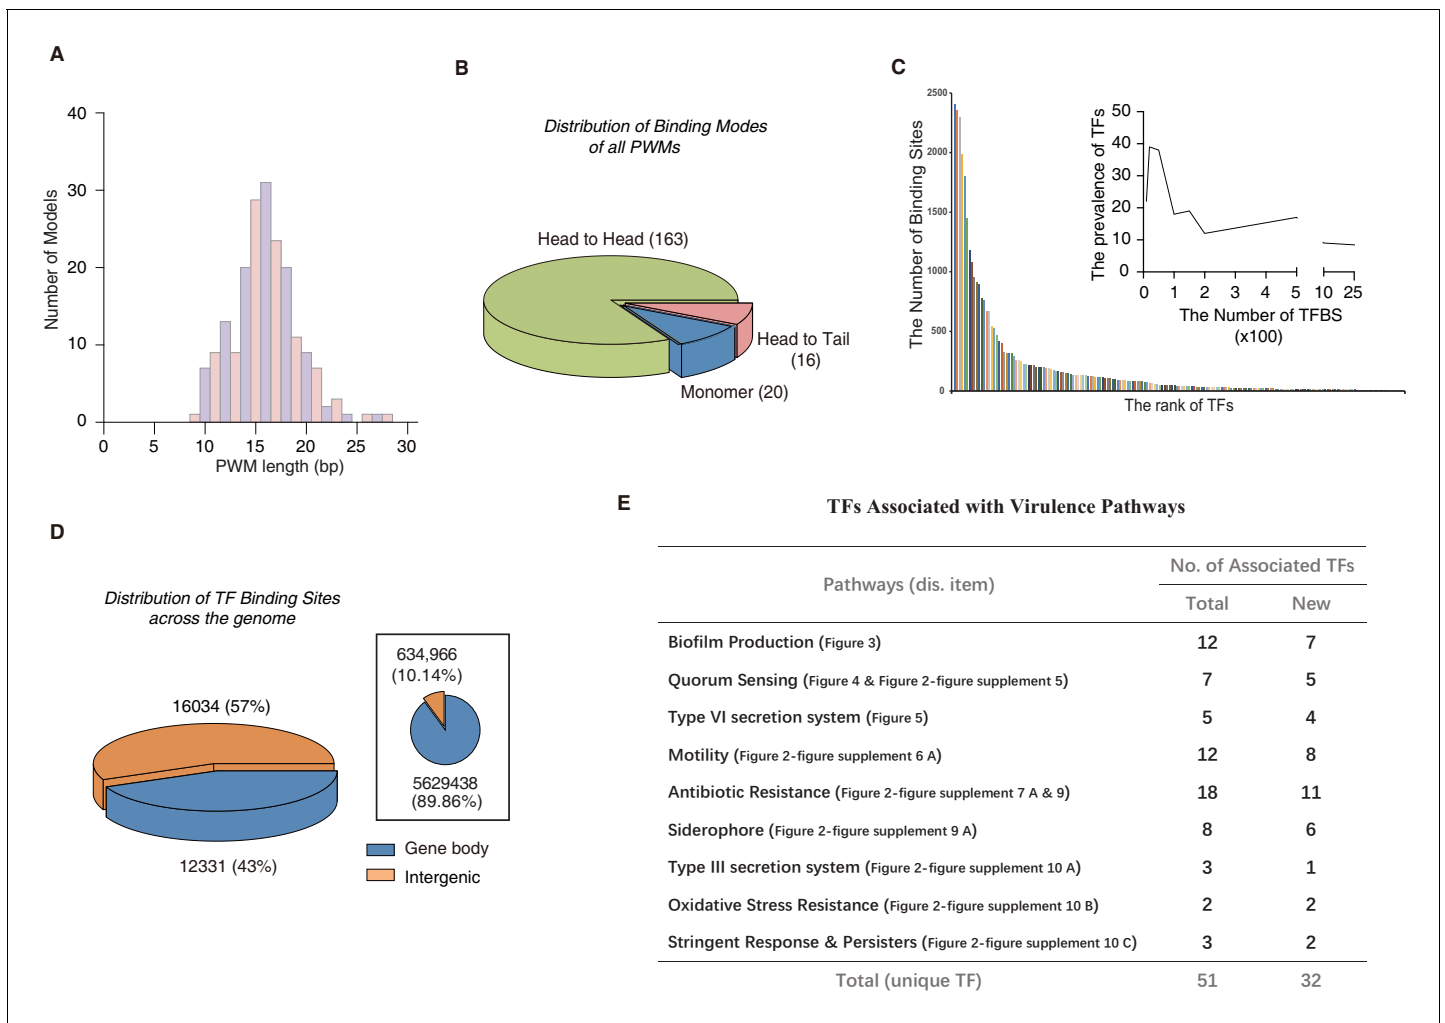 A
40
30
20
10
0
Number of Models
0 5 10 15 20 25 30
PWM length (bp)
B
Distribution of Binding Modes
of all PWMs
Head to Head (163)
Head to Tail
(16)
Monomer (20)
C
2500
2000
1500
1000
500
0
The Number of Binding Sites
The rank of TFs
50
40
30
20
10
0
The prevalence of TFs
0 1 2 3 4 5 10 25
The Number of TFBS
(x100)
D
Distribution of TF Binding Sites
across the genome
16034 (57%)
12331 (43%)
634,966
(10.14%)
5629438
(89.86%)
Gene body
Intergenic
E
TFs Associated with Virulence Pathways
Pathways (dis. item)
No. of Associated TFs
Total New
Biofilm Production (Figure 3) 12 7
Quorum Sensing (Figure 4 & Figure 2-figure supplement 5) 7 5
Type VI secretion system (Figure 5) 5 4
Motility (Figure 2-figure supplement 6 A) 12 8
Antibiotic Resistance (Figure 2-figure supplement 7 A & 9) 18 11
Siderophore (Figure 2-figure supplement 9 A) 8 6
Type III secretion system (Figure 2-figure supplement 10 A) 3 1
Oxidative Stress Resistance (Figure 2-figure supplement 10 B) 2 2
Stringent Response & Persisters (Figure 2-figure supplement 10 C) 3 2
Total (unique TF) 51 32